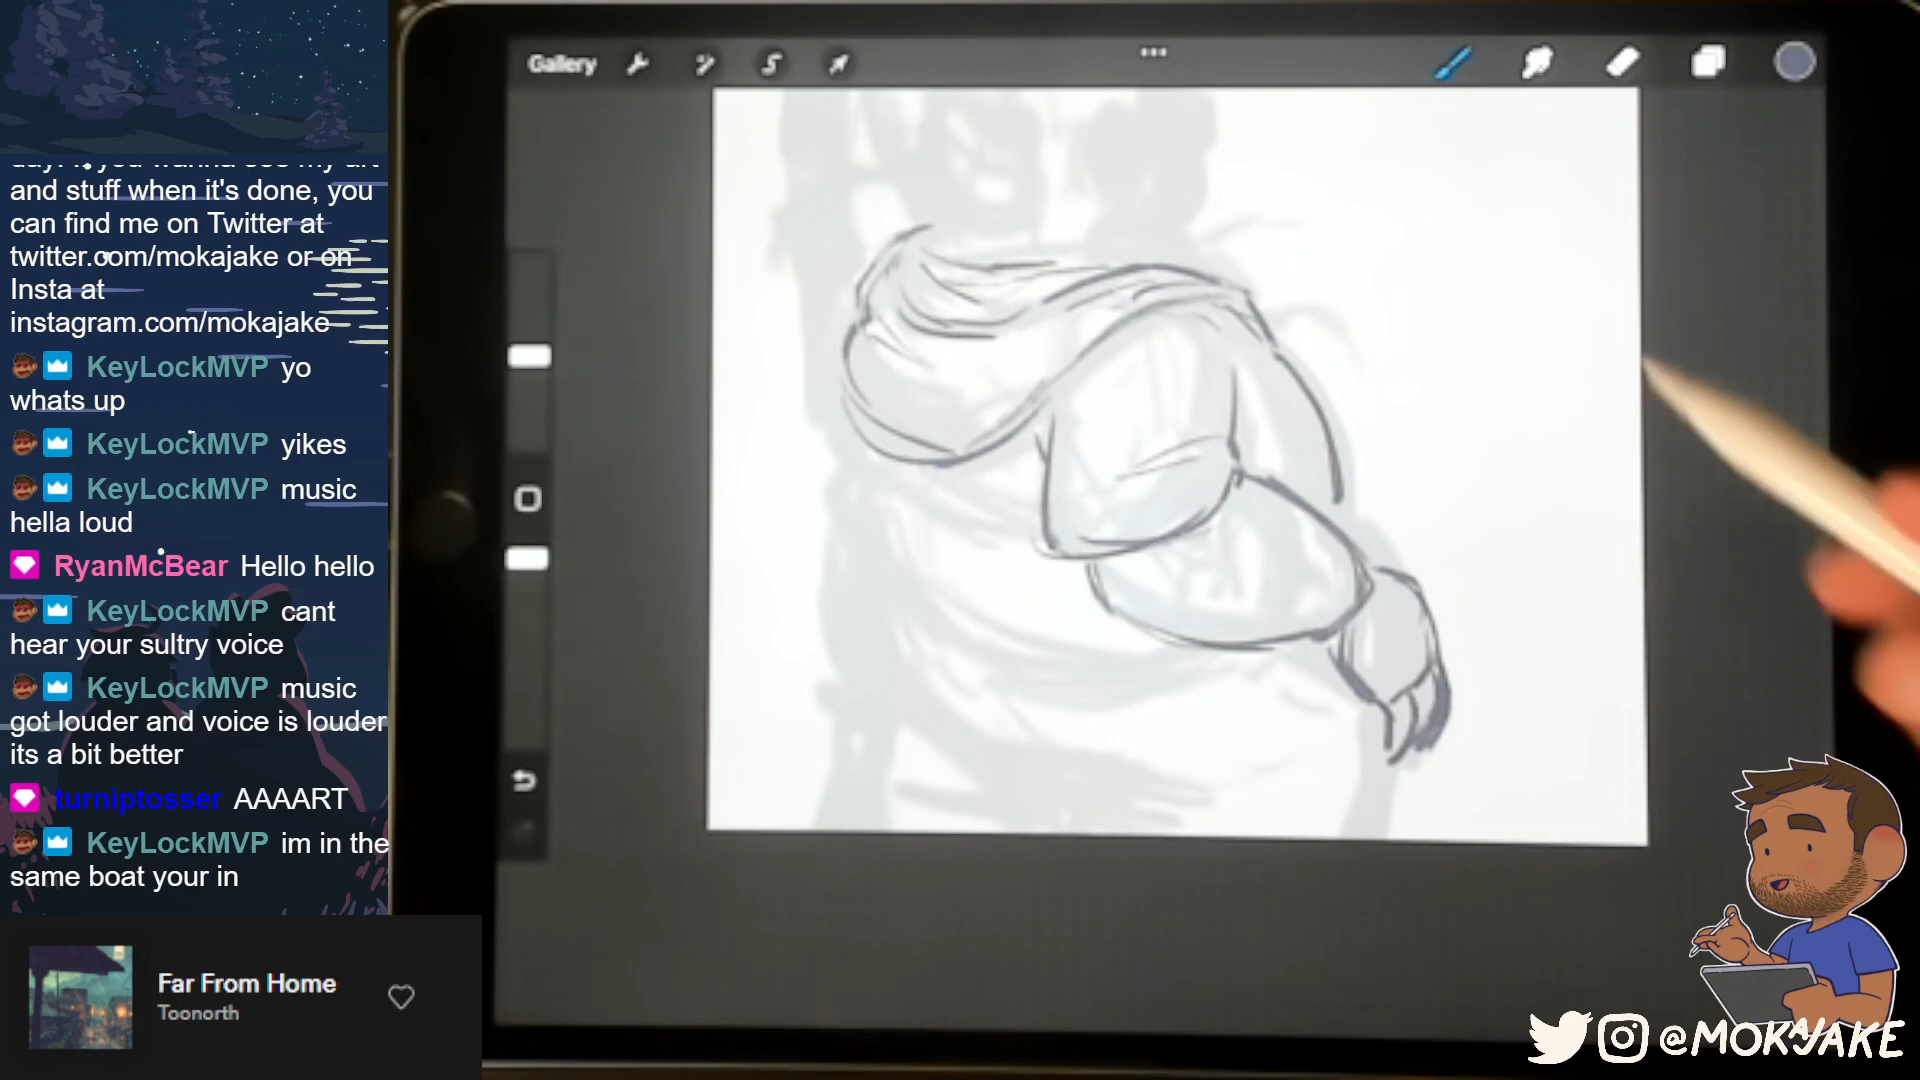 Gallery
S
and stuff when it's done, you
can find me on Twitter at
twitter.com/mokajake or on
Insta at
instagram.com/mokajake
KeyLockMVP yo
whats up
KeyLockMVP yikes
KeyLockMVP music
hella loud
RyanMcBear Hello hello
KeyLockMVP cant
hear your sultry voice
KeyLockMVP music
got louder and voice is louder
its a bit better
turniptosser AAAART
KeyLockMVP im in the
same boat your in
Far From Home
Toonorth
@MOKAJAKE